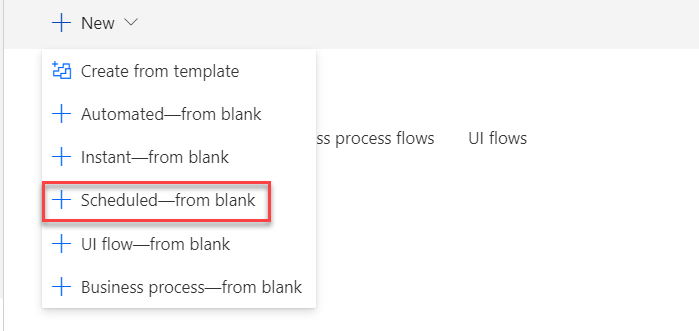 New
Create from template
Automated—from blank
ss process flows UI flows
Instant—from blank
Scheduled—from blank
UI flow—from blank
Business process—from blank